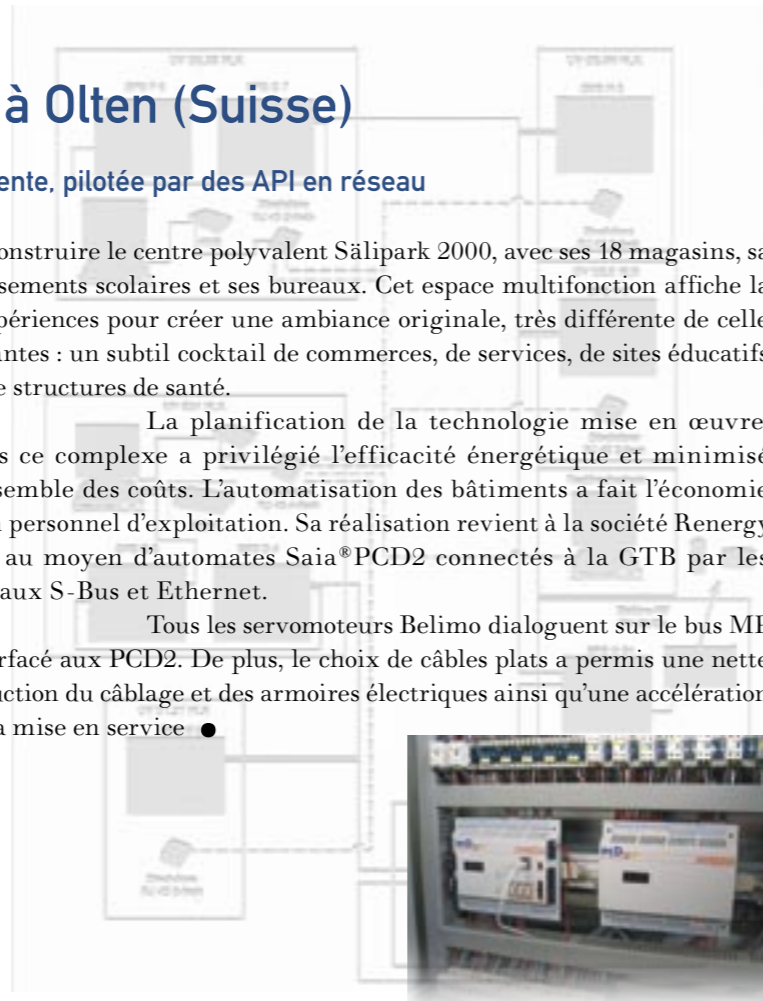 à Olten (Suisse)
ente, pilotée par des API en réseau
onstruire le centre polyvalent Sälipark 2000, avec ses 18 magasins, sa
sements scolaires et ses bureaux. Cet espace multifonction affiche la
périences pour créer une ambiance originale, très différente de celle
antes : un subtil cocktail de commerces, de services, de sites éducatifs
e structures de santé.
La planification de la technologie mise en œuvre
s ce complexe a privilégié l’efficacité énergétique et minimisé
semble des coûts. L’automatisation des bâtiments a fait l’économie
personnel d’exploitation. Sa réalisation revient à la société Renergy
au moyen d’automates Saia®PCD2 connectés à la GTB par les
aux S-Bus et Ethernet.
Tous les servomoteurs Belimo dialoguent sur le bus MP
rfacé aux PCD2. De plus, le choix de câbles plats a permis une nette
uction du câblage et des armoires électriques ainsi qu’une accélération
a mise en service ●